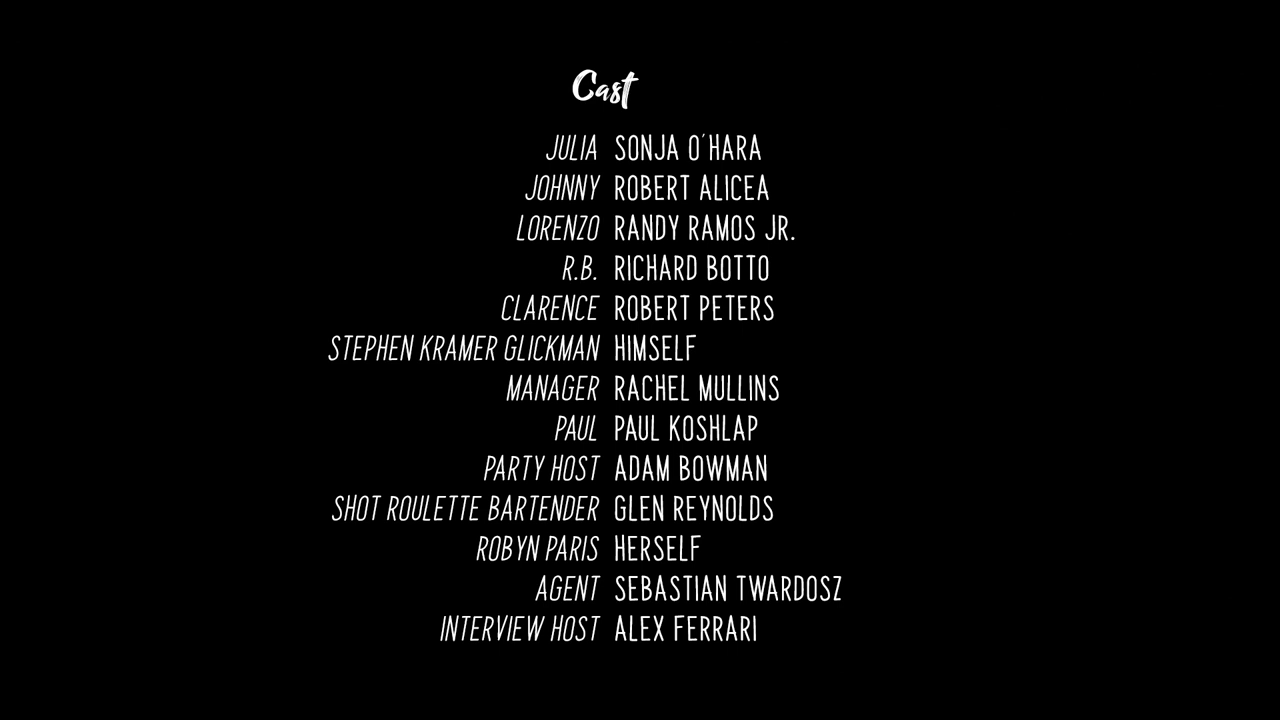 Cast
JULIA SONJA O'HARA
JOHNNY ROBERT ALICEA
LORENZO RANDY RAMOS JR.
R.B. RICHARD BOTTO
CLARENCE ROBERT PETERS
STEPHEN KRAMER GLICKMAN HIMSELF
MANAGER RACHEL MULLINS
PAUL PAUL KOSHLAP
PARTY HOST ADAM BOWMAN
SHOT ROULETTE BARTENDER GLEN REYNOLDS
ROBYN PARIS HERSELF
AGENT SEBASTIAN TWARDOSZ
INTERVIEW HOST ALEX FERRARI